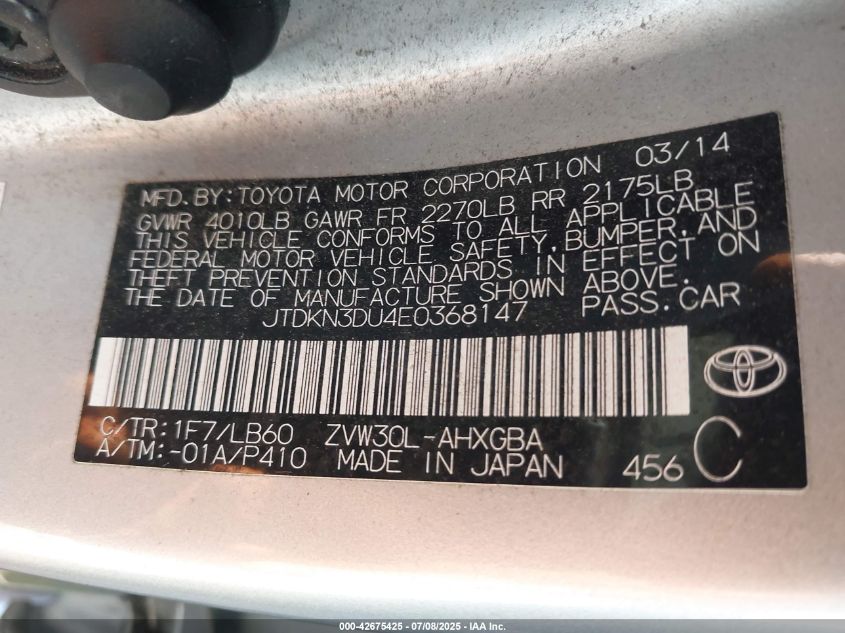 MFD.BY:TOYOTA MOTOR CORPORATION 03/14
GVWR 4010LB GAWR FR 2270LB RR 2175LB
THIS VEHICLE CONFORMS TO ALL APPLICABLE
FEDERAL MOTOR VEHICLE SAFETY,BUMPER,AND
THEFT PREVENTION STANDARDS IN EFFECT ON
THE DATE OF MANUFACTURE SHOWN ABOVE.
JTDKN3DU4E0368147 PASS.CAR
C/TR:1F7/LB60 ZVW30L-AHXGBA
A/TM:-01A/P410 MADE IN JAPAN 456 C
000-42675425 - 07/08/2025 - IAA Inc.